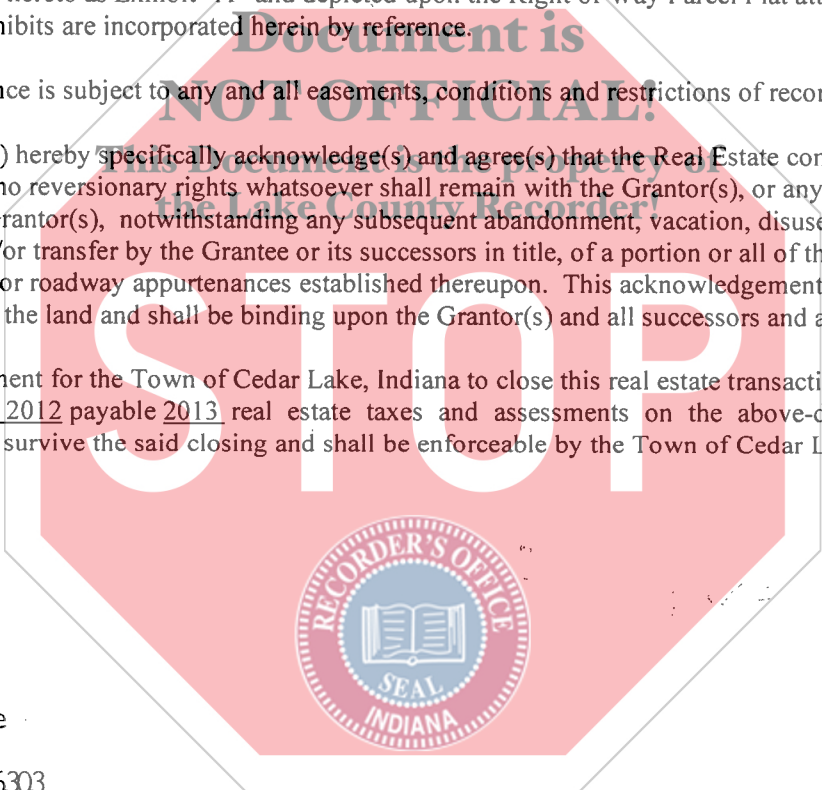 hereto as Exhibit "A" and depicted upon the Right of Way Parcel Plat
hibits are incorporated herein by reference.
Document is
nce is subject to any and all easements, conditions and restrictions of recor
NOT OFFICIAL!
) hereby specifically acknowledge(s) and agree(s) that the Real Estate con
This Document is the property of
no reversionary rights whatsoever shall remain with the Grantor(s), or any
the Lake County Recorder!
rantor(s), notwithstanding any subsequent abandonment, vacation, disuse
/or transfer by the Grantee or its successors in title, of a portion or all of th
or roadway appurtenances established thereupon. This acknowledgement
the land and shall be binding upon the Grantor(s) and all successors and a
STOP
nent for the Town of Cedar Lake, Indiana to close this real estate transacti
2012 payable 2013 real estate taxes and assessments on the above-
survive the said closing and shall be enforceable by the Town of Cedar L
RECORDER'S OFFICE
SEAL
INDIANA
e
6303